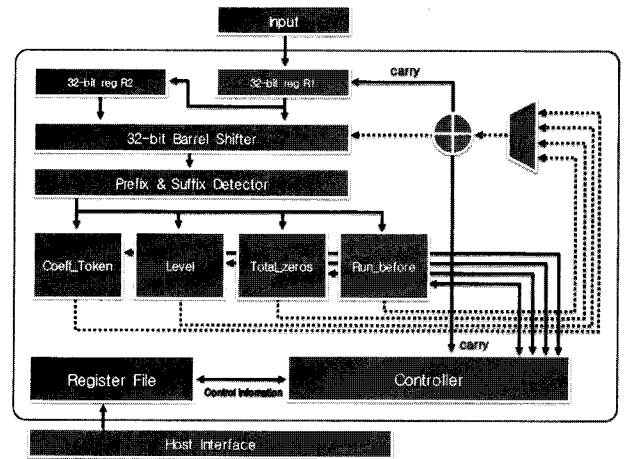 Input
32-bit reg R2
32-bit reg R1
carry
32-bit Barrel Shifter
Prefix & Suffix Detector
Coeff_Token
Level
Total_zeros
Run_before
carry
Register File
Control Information
Controller
Host Interface